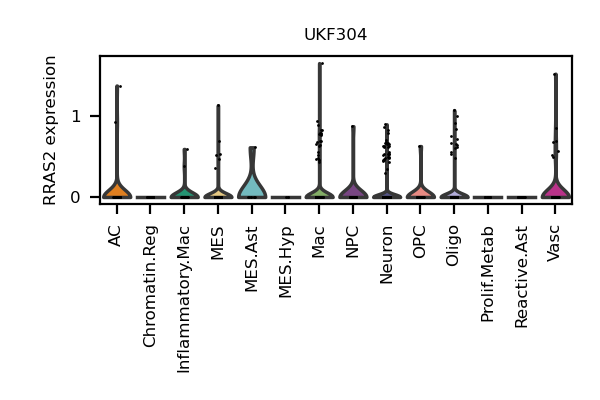 UKF304
RRAS2 expression
1
0
AC
Chromatin.Reg
Inflammatory.Mac
MES
MES.Ast
MES.Hyp
Mac
NPC
Neuron
OPC
Oligo
Prolif.Metab
Reactive.Ast
Vasc